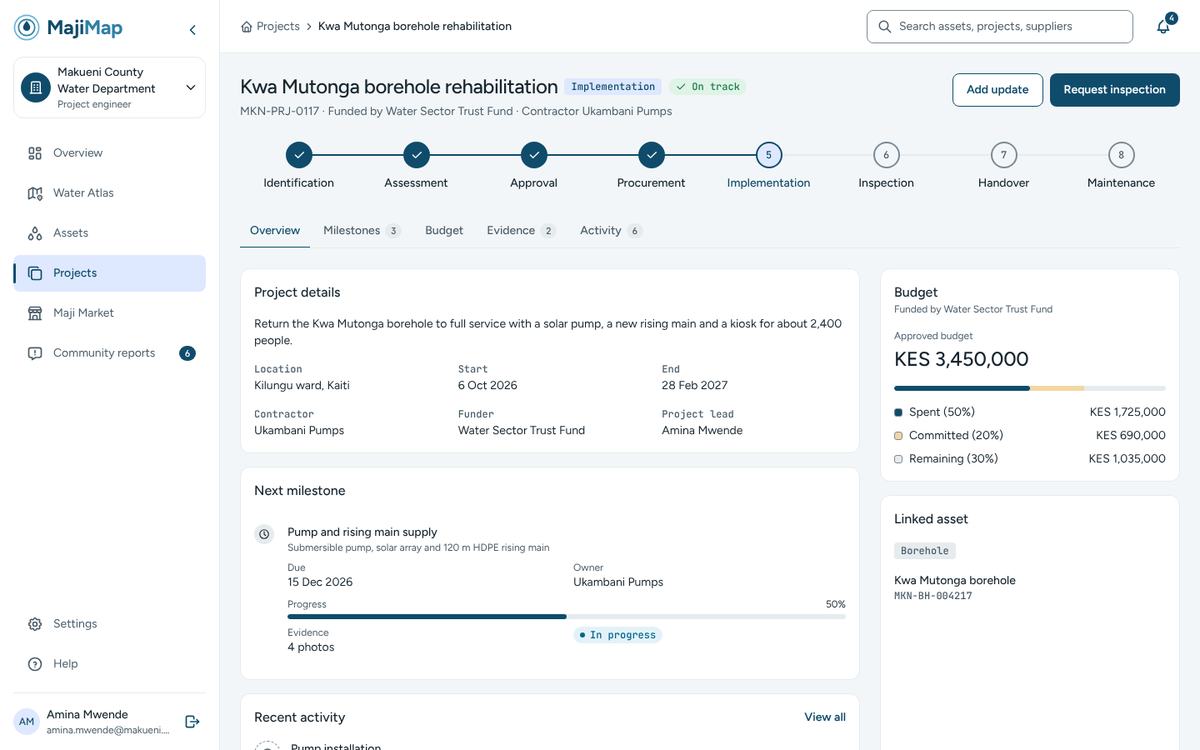 MajiMap
Makueni County
Water Department
Project engineer
Overview
Water Atlas
Assets
Projects
Maji Market
Community reports 6
Settings
Help
AM
Amina Mwende
amina.mwende@makueni.…
Projects > Kwa Mutonga borehole rehabilitation
Search assets, projects, suppliers
4
Kwa Mutonga borehole rehabilitation Implementation On track
MKN-PRJ-0117 · Funded by Water Sector Trust Fund · Contractor Ukambani Pumps
Add update
Request inspection
5 6 7 8
Identification Assessment Approval Procurement Implementation Inspection Handover Maintenance
Overview Milestones 3 Budget Evidence 2 Activity 6
Project details
Return the Kwa Mutonga borehole to full service with a solar pump, a new rising main and a kiosk for about 2,400
people.
Location Start End
Kilungu ward, Kaiti 6 Oct 2026 28 Feb 2027
Contractor Funder Project lead
Ukambani Pumps Water Sector Trust Fund Amina Mwende
Next milestone
Pump and rising main supply
Submersible pump, solar array and 120 m HDPE rising main
Due Owner
15 Dec 2026 Ukambani Pumps
Progress 50%
Evidence In progress
4 photos
Recent activity View all
Pump installation
Budget
Funded by Water Sector Trust Fund
Approved budget
KES 3,450,000
Spent (50%) KES 1,725,000
Committed (20%) KES 690,000
Remaining (30%) KES 1,035,000
Linked asset
Borehole
Kwa Mutonga borehole
MKN-BH-004217